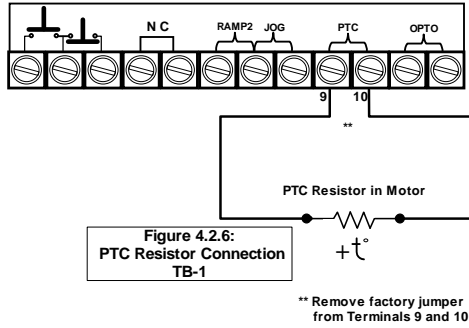 N C
RAMP2 JOG PTC OPTO
9 10
**
PTC Resistor in Motor
+t°
Figure 4.2.6:
PTC Resistor Connection
TB-1
** Remove factory jumper
from Terminals 9 and 10